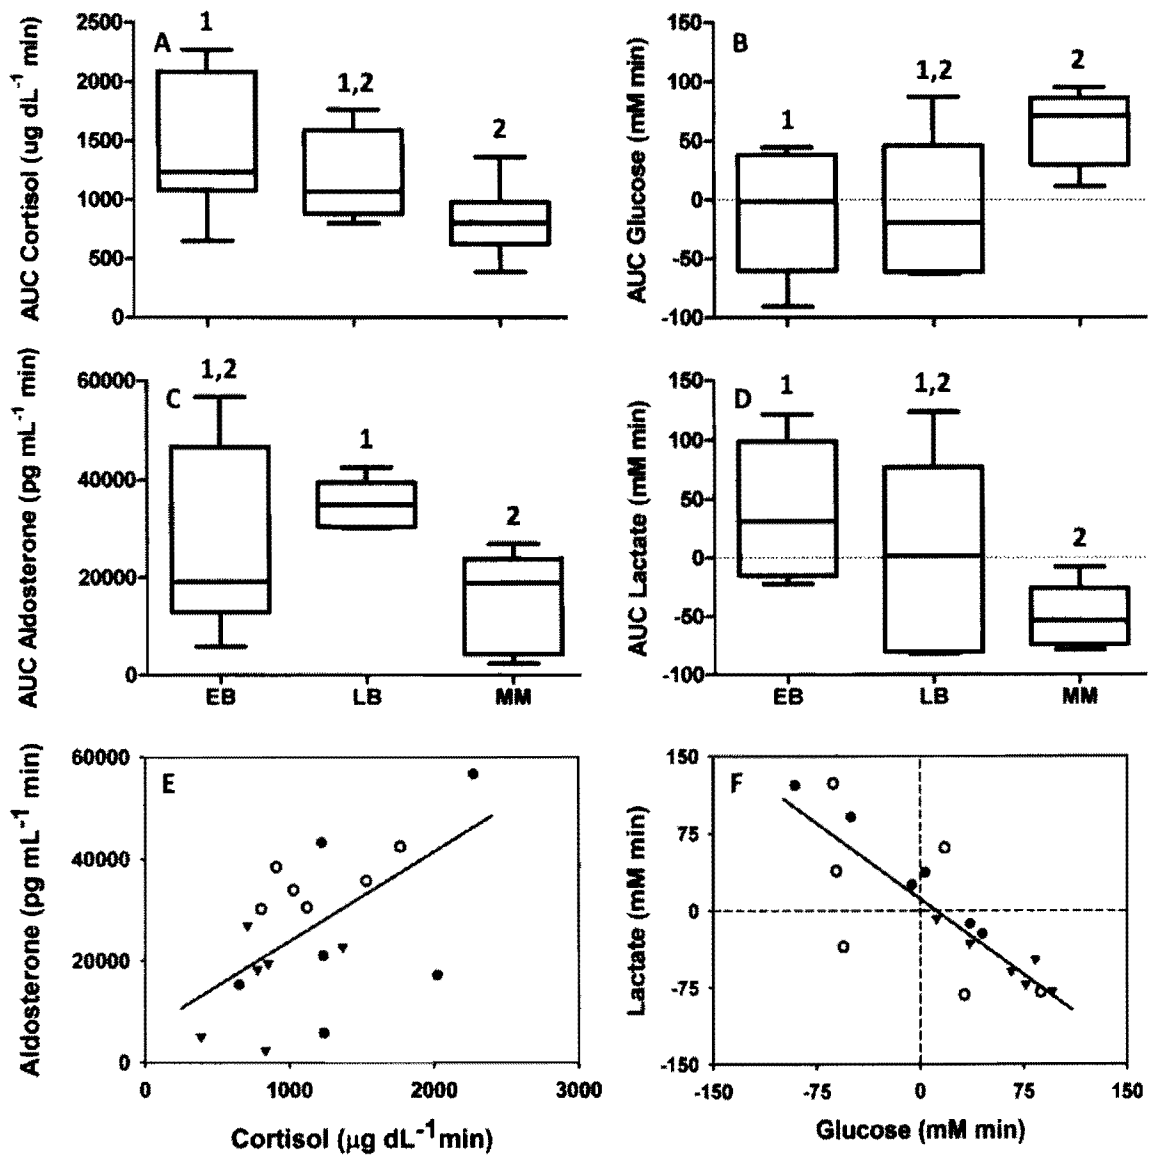 A
AUC Cortisol (ug dL⁻¹ min)
2500
2000
1500
1000
500
0
1
1,2
2
B
AUC Glucose (mM min)
150
100
50
0
-50
-100
1
1,2
2
C
AUC Aldosterone (pg mL⁻¹ min)
60000
40000
20000
0
1,2
1
2
EB LB MM
D
AUC Lactate (mM min)
150
100
50
0
-50
-100
1
1,2
2
EB LB MM
E
Aldosterone (pg mL⁻¹ min)
60000
40000
20000
0
0 1000 2000 3000
Cortisol (μg dL⁻¹min)
F
Lactate (mM min)
150
75
0
-75
-150
-150 -75 0 75 150
Glucose (mM min)